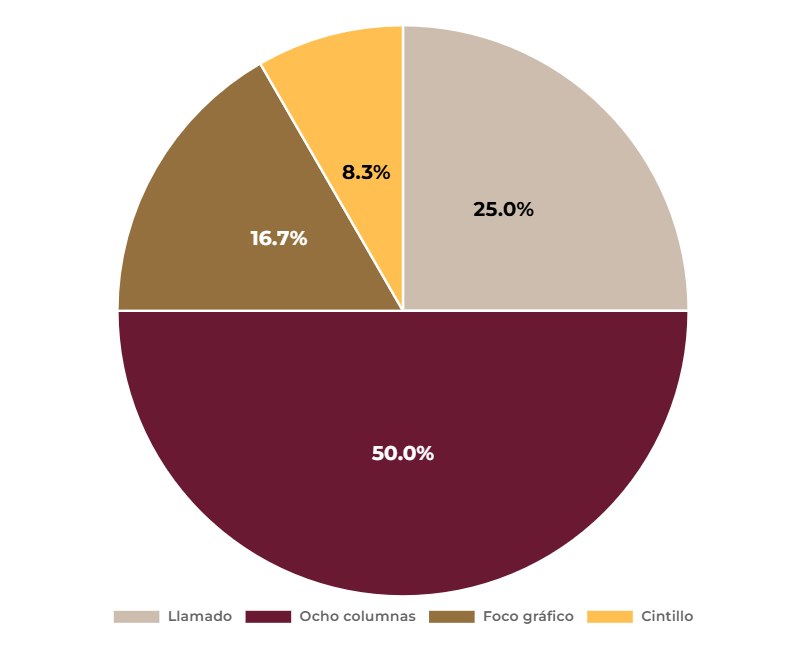 8.3%
25.0%
16.7%
50.0%
Llamado Ocho columnas Foco gráfico Cintillo